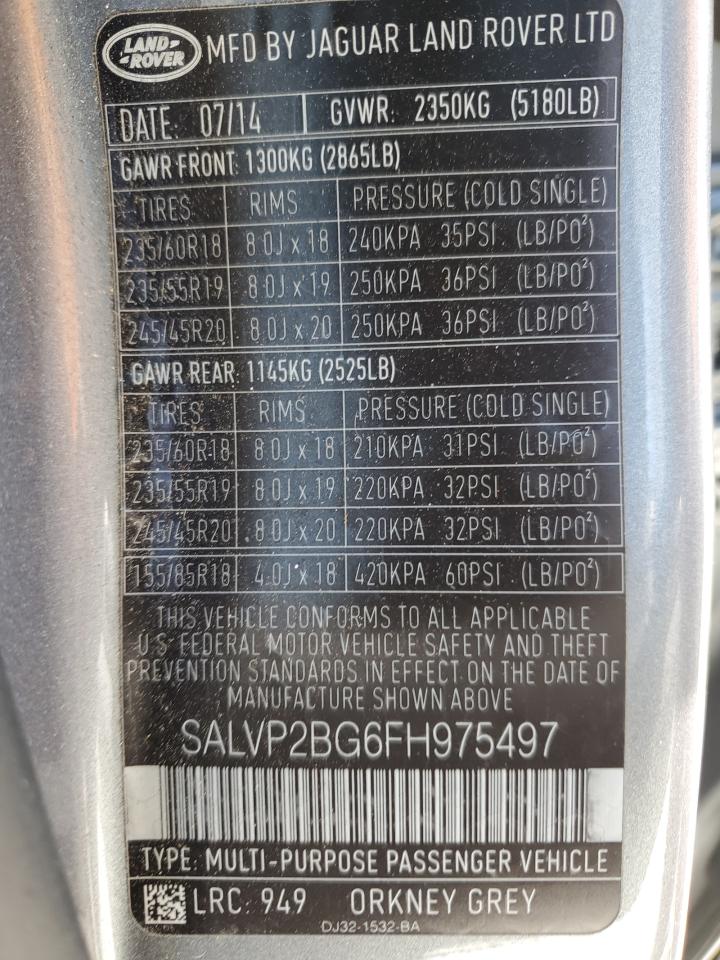 LAND-
ROVER
MFD BY JAGUAR LAND ROVER LTD
DATE: 07/14 GVWR: 2350KG (5180LB)
GAWR FRONT: 1300KG (2865LB)
TIRES RIMS PRESSURE (COLD SINGLE)
235/60R18 8.0J x 18 240KPA 35PSI (LB/PO²)
235/55R19 8.0J x 19 250KPA 36PSI (LB/PO²)
245/45R20 8.0J x 20 250KPA 36PSI (LB/PO²)
GAWR REAR: 1145KG (2525LB)
TIRES RIMS PRESSURE (COLD SINGLE)
235/60R18 8.0J x 18 210KPA 31PSI (LB/PO²)
235/55R19 8.0J x 19 220KPA 32PSI (LB/PO²)
245/45R20 8.0J x 20 220KPA 32PSI (LB/PO²)
155/85R18 4.0J x 18 420KPA 60PSI (LB/PO²)
THIS VEHICLE CONFORMS TO ALL APPLICABLE
U.S. FEDERAL MOTOR VEHICLE SAFETY AND THEFT
PREVENTION STANDARDS IN EFFECT ON THE DATE OF
MANUFACTURE SHOWN ABOVE
SALVP2BG6FH975497
TYPE: MULTI-PURPOSE PASSENGER VEHICLE
LRC: 949 ORKNEY GREY
DJ32-1532-BA